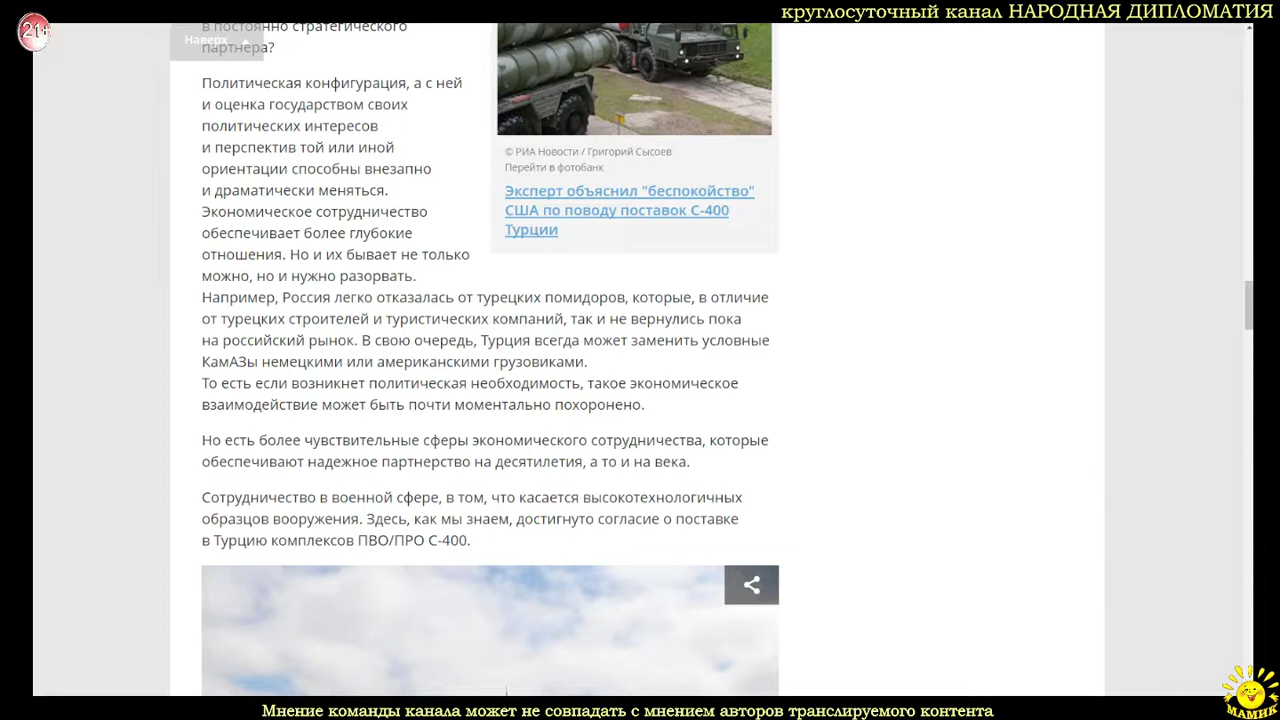 круглосуточный канал НАРОДНАЯ ДИПЛОМАТИЯ
21+
в постоянно стратегического
партнера?
Наверх
Политическая конфигурация, а с ней
и оценка государством своих
политических интересов
и перспектив той или иной
ориентации способны внезапно
и драматически меняться.
Экономическое сотрудничество
обеспечивает более глубокие
отношения. Но и их бывает не только
можно, но и нужно разорвать.
Например, Россия легко отказалась от турецких помидоров, которые, в отличие
от турецких строителей и туристических компаний, так и не вернулись пока
на российский рынок. В свою очередь, Турция всегда может заменить условные
КамАЗы немецкими или американскими грузовиками.
То есть если возникнет политическая необходимость, такое экономическое
взаимодействие может быть почти моментально похоронено.
© РИА Новости / Григорий Сысоев
Перейти в фотобанк
Эксперт объяснил "беспокойство"
США по поводу поставок С-400
Турции
Но есть более чувствительные сферы экономического сотрудничества, которые
обеспечивают надежное партнерство на десятилетия, а то и на века.
Сотрудничество в военной сфере, в том, что касается высокотехнологичных
образцов вооружения. Здесь, как мы знаем, достигнуто согласие о поставке
в Турцию комплексов ПВО/ПРО С-400.
Мнение команды канала может не совпадать с мнением авторов транслируемого контента
МАМИК